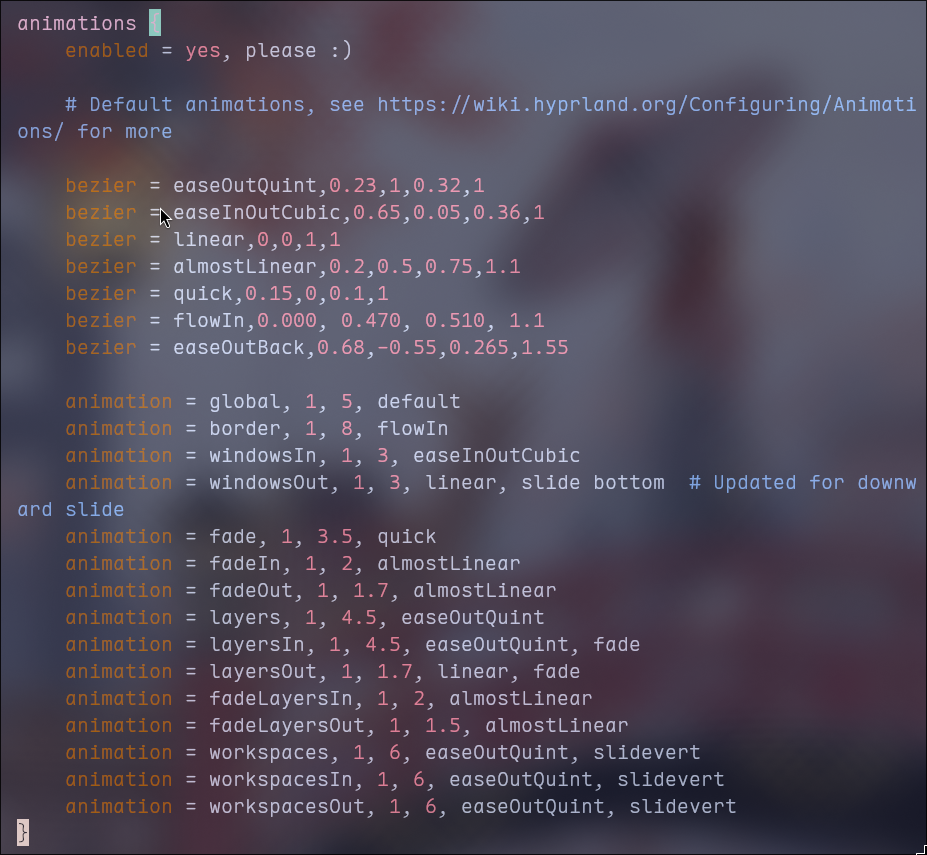 animations {
enabled = yes, please :)
# Default animations, see https://wiki.hyprland.org/Configuring/Animati
ons/ for more
bezier = easeOutQuint,0.23,1,0.32,1
bezier = easeInOutCubic,0.65,0.05,0.36,1
bezier = linear,0,0,1,1
bezier = almostLinear,0.2,0.5,0.75,1.1
bezier = quick,0.15,0,0.1,1
bezier = flowIn,0.000, 0.470, 0.510, 1.1
bezier = easeOutBack,0.68,-0.55,0.265,1.55
animation = global, 1, 5, default
animation = border, 1, 8, flowIn
animation = windowsIn, 1, 3, easeInOutCubic
animation = windowsOut, 1, 3, linear, slide bottom  # Updated for downw
ard slide
animation = fade, 1, 3.5, quick
animation = fadeIn, 1, 2, almostLinear
animation = fadeOut, 1, 1.7, almostLinear
animation = layers, 1, 4.5, easeOutQuint
animation = layersIn, 1, 4.5, easeOutQuint, fade
animation = layersOut, 1, 1.7, linear, fade
animation = fadeLayersIn, 1, 2, almostLinear
animation = fadeLayersOut, 1, 1.5, almostLinear
animation = workspaces, 1, 6, easeOutQuint, slidevert
animation = workspacesIn, 1, 6, easeOutQuint, slidevert
animation = workspacesOut, 1, 6, easeOutQuint, slidevert
}